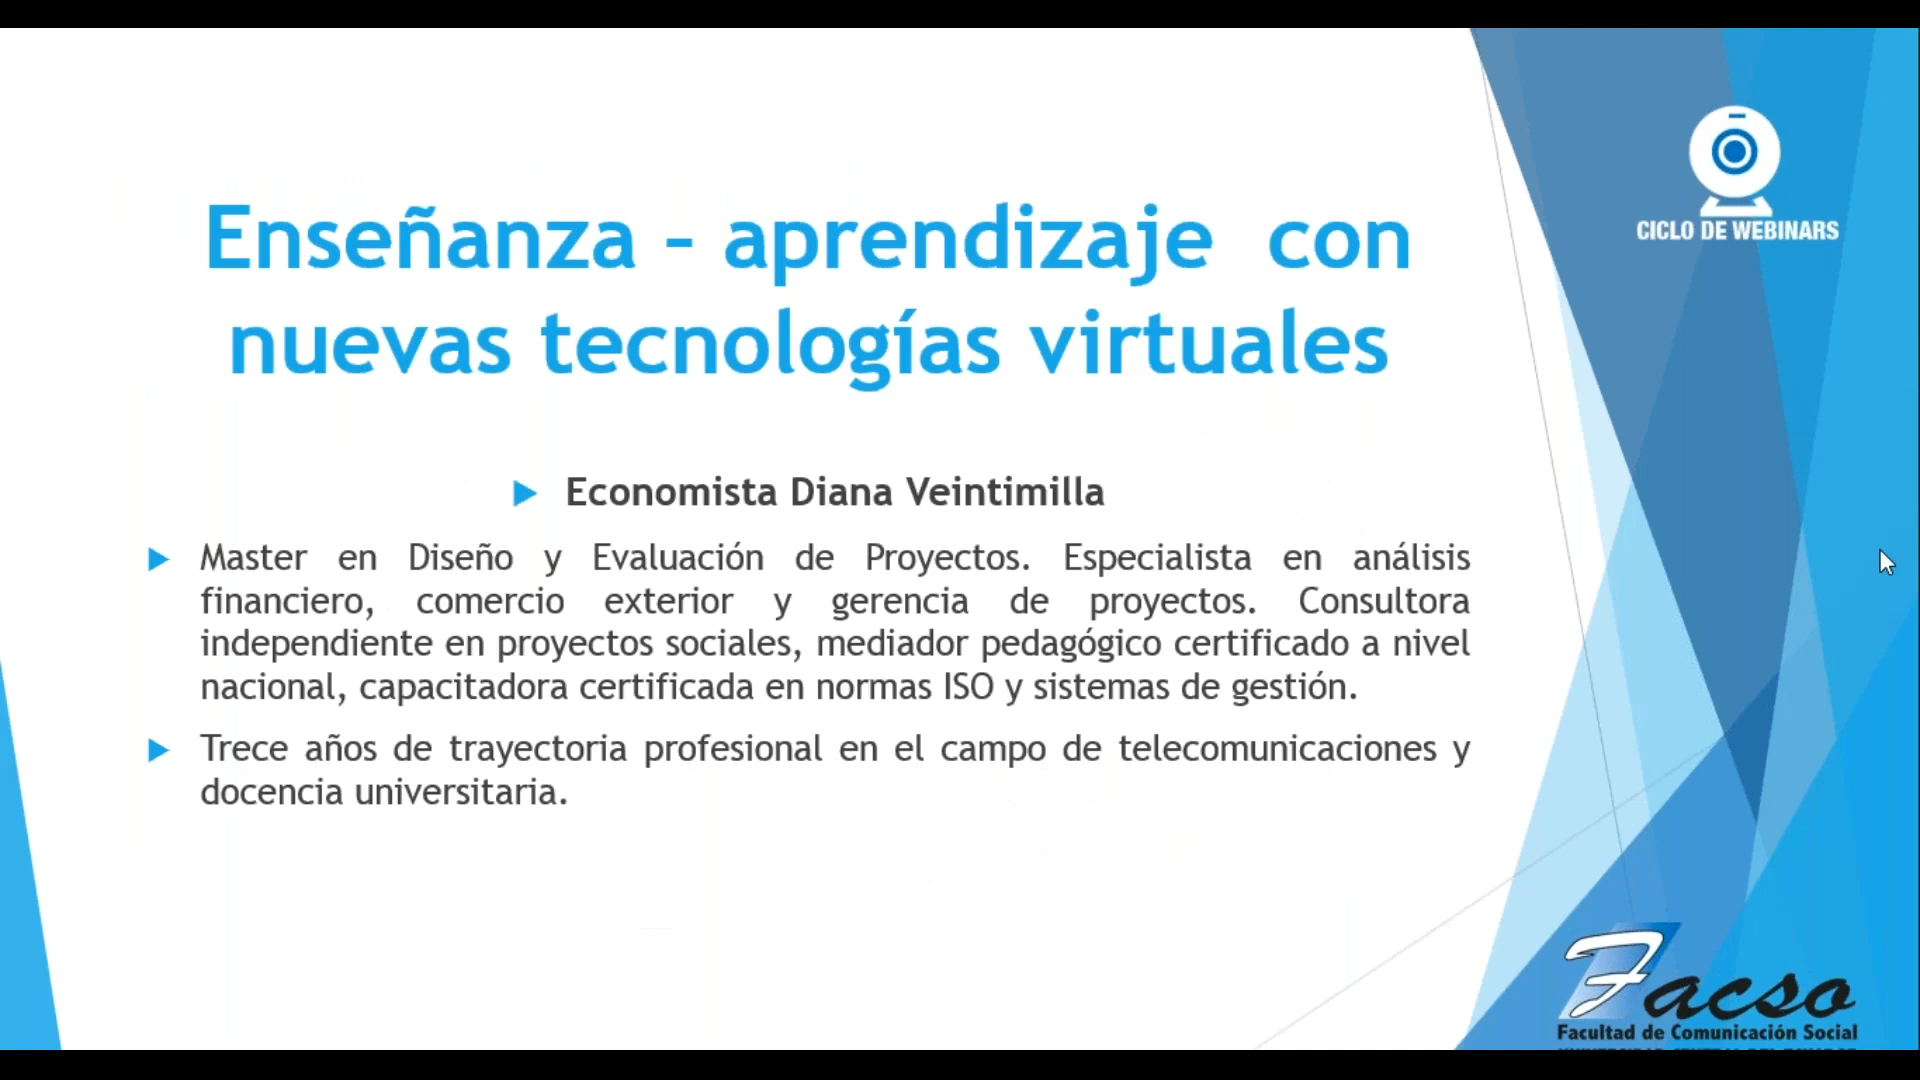 CICLO DE WEBINARS
Enseñanza – aprendizaje con
nuevas tecnologías virtuales
Economista Diana Veintimilla
Master en Diseño y Evaluación de Proyectos. Especialista en análisis
financiero, comercio exterior y gerencia de proyectos. Consultora
independiente en proyectos sociales, mediador pedagógico certificado a nivel
nacional, capacitadora certificada en normas ISO y sistemas de gestión.
Trece años de trayectoria profesional en el campo de telecomunicaciones y
docencia universitaria.
Facso
Facultad de Comunicación Social